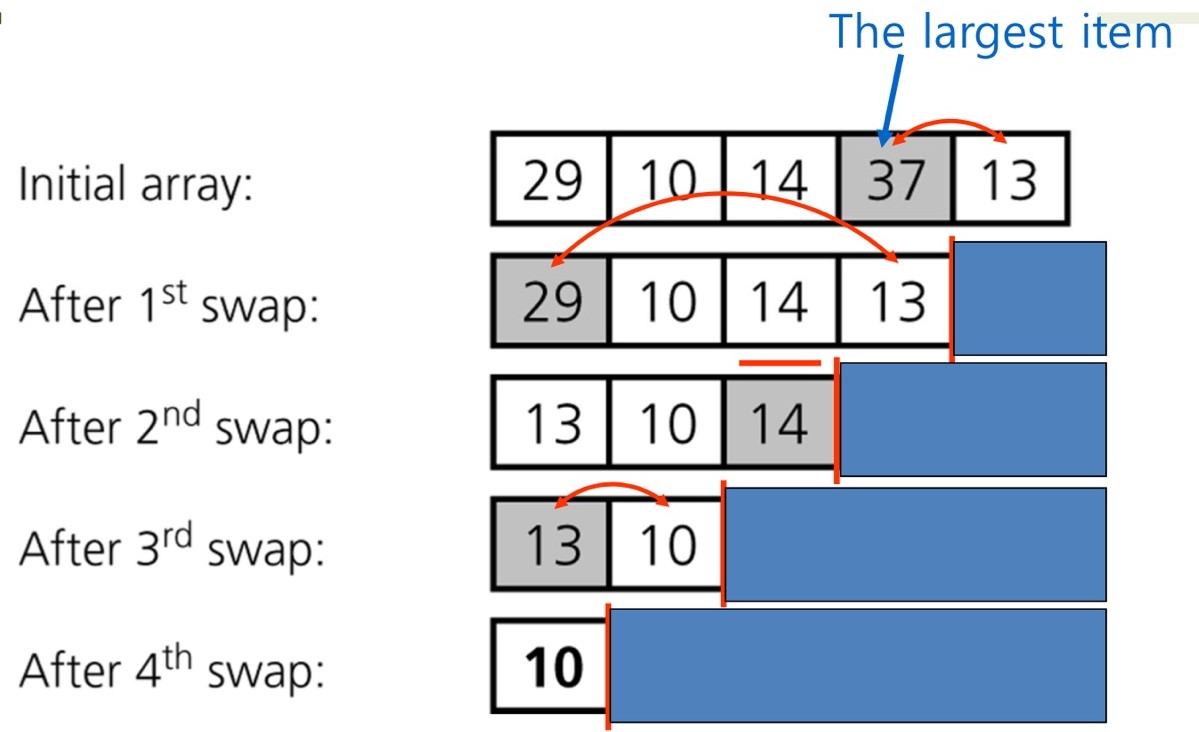 The largest item
Initial array: 29 10 14 37 13
After 1st swap: 29 10 14 13
After 2nd swap: 13 10 14
After 3rd swap: 13 10
After 4th swap: 10